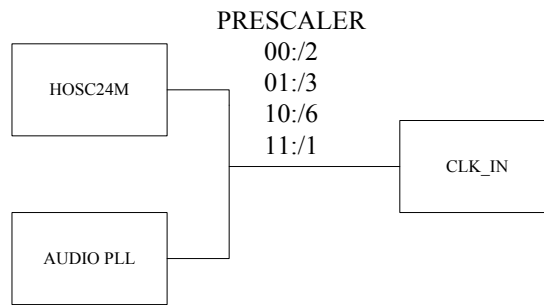 PRESCALER
00:/2
01:/3
10:/6
11:/1
HOSC24M
CLK_IN
AUDIO PLL